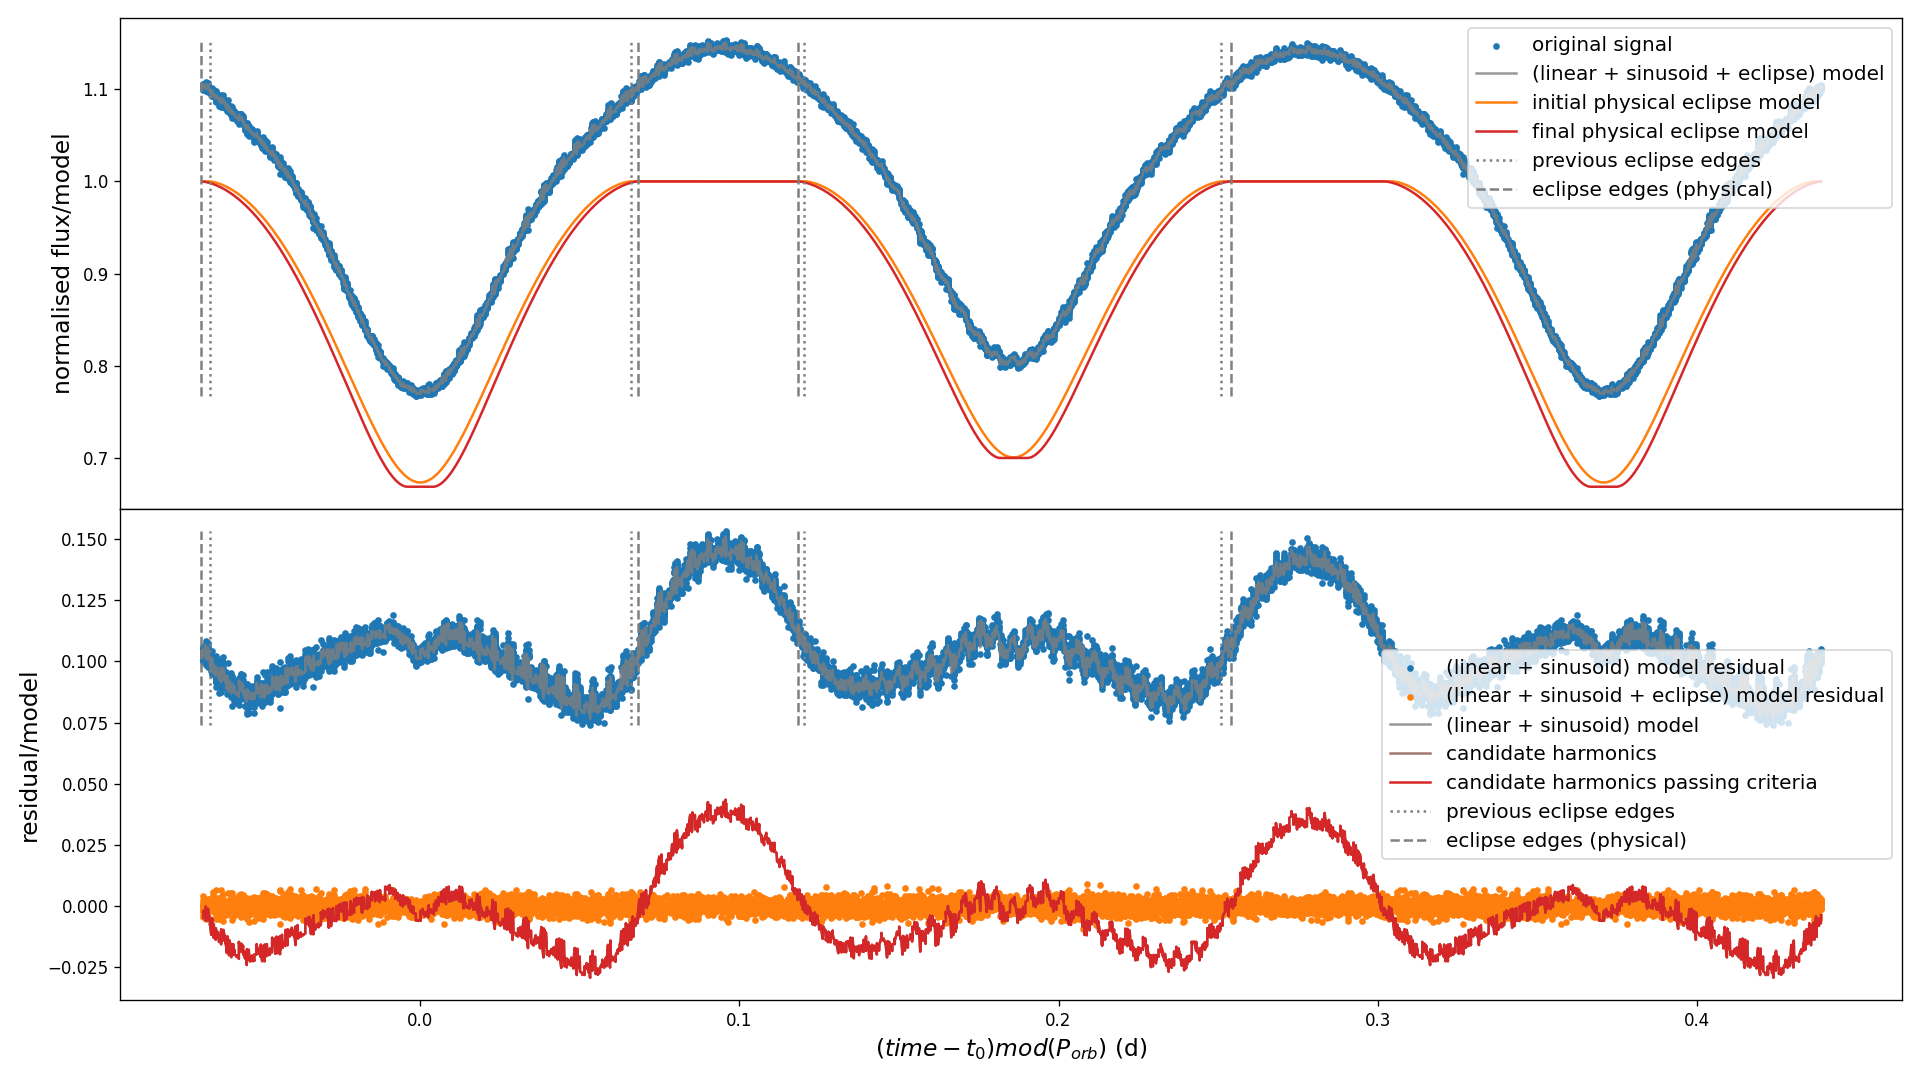 original signal
(linear + sinusoid + eclipse) model
initial physical eclipse model
final physical eclipse model
previous eclipse edges
eclipse edges (physical)
normalised flux/model
1.1
1.0
0.9
0.8
0.7
(linear + sinusoid) model residual
(linear + sinusoid + eclipse) model residual
(linear + sinusoid) model
candidate harmonics
candidate harmonics passing criteria
previous eclipse edges
eclipse edges (physical)
residual/model
0.150
0.125
0.100
0.075
0.050
0.025
0.000
−0.025
0.0 0.1 0.2 0.3 0.4
(time − t₀)mod(Pₒᵣb) (d)